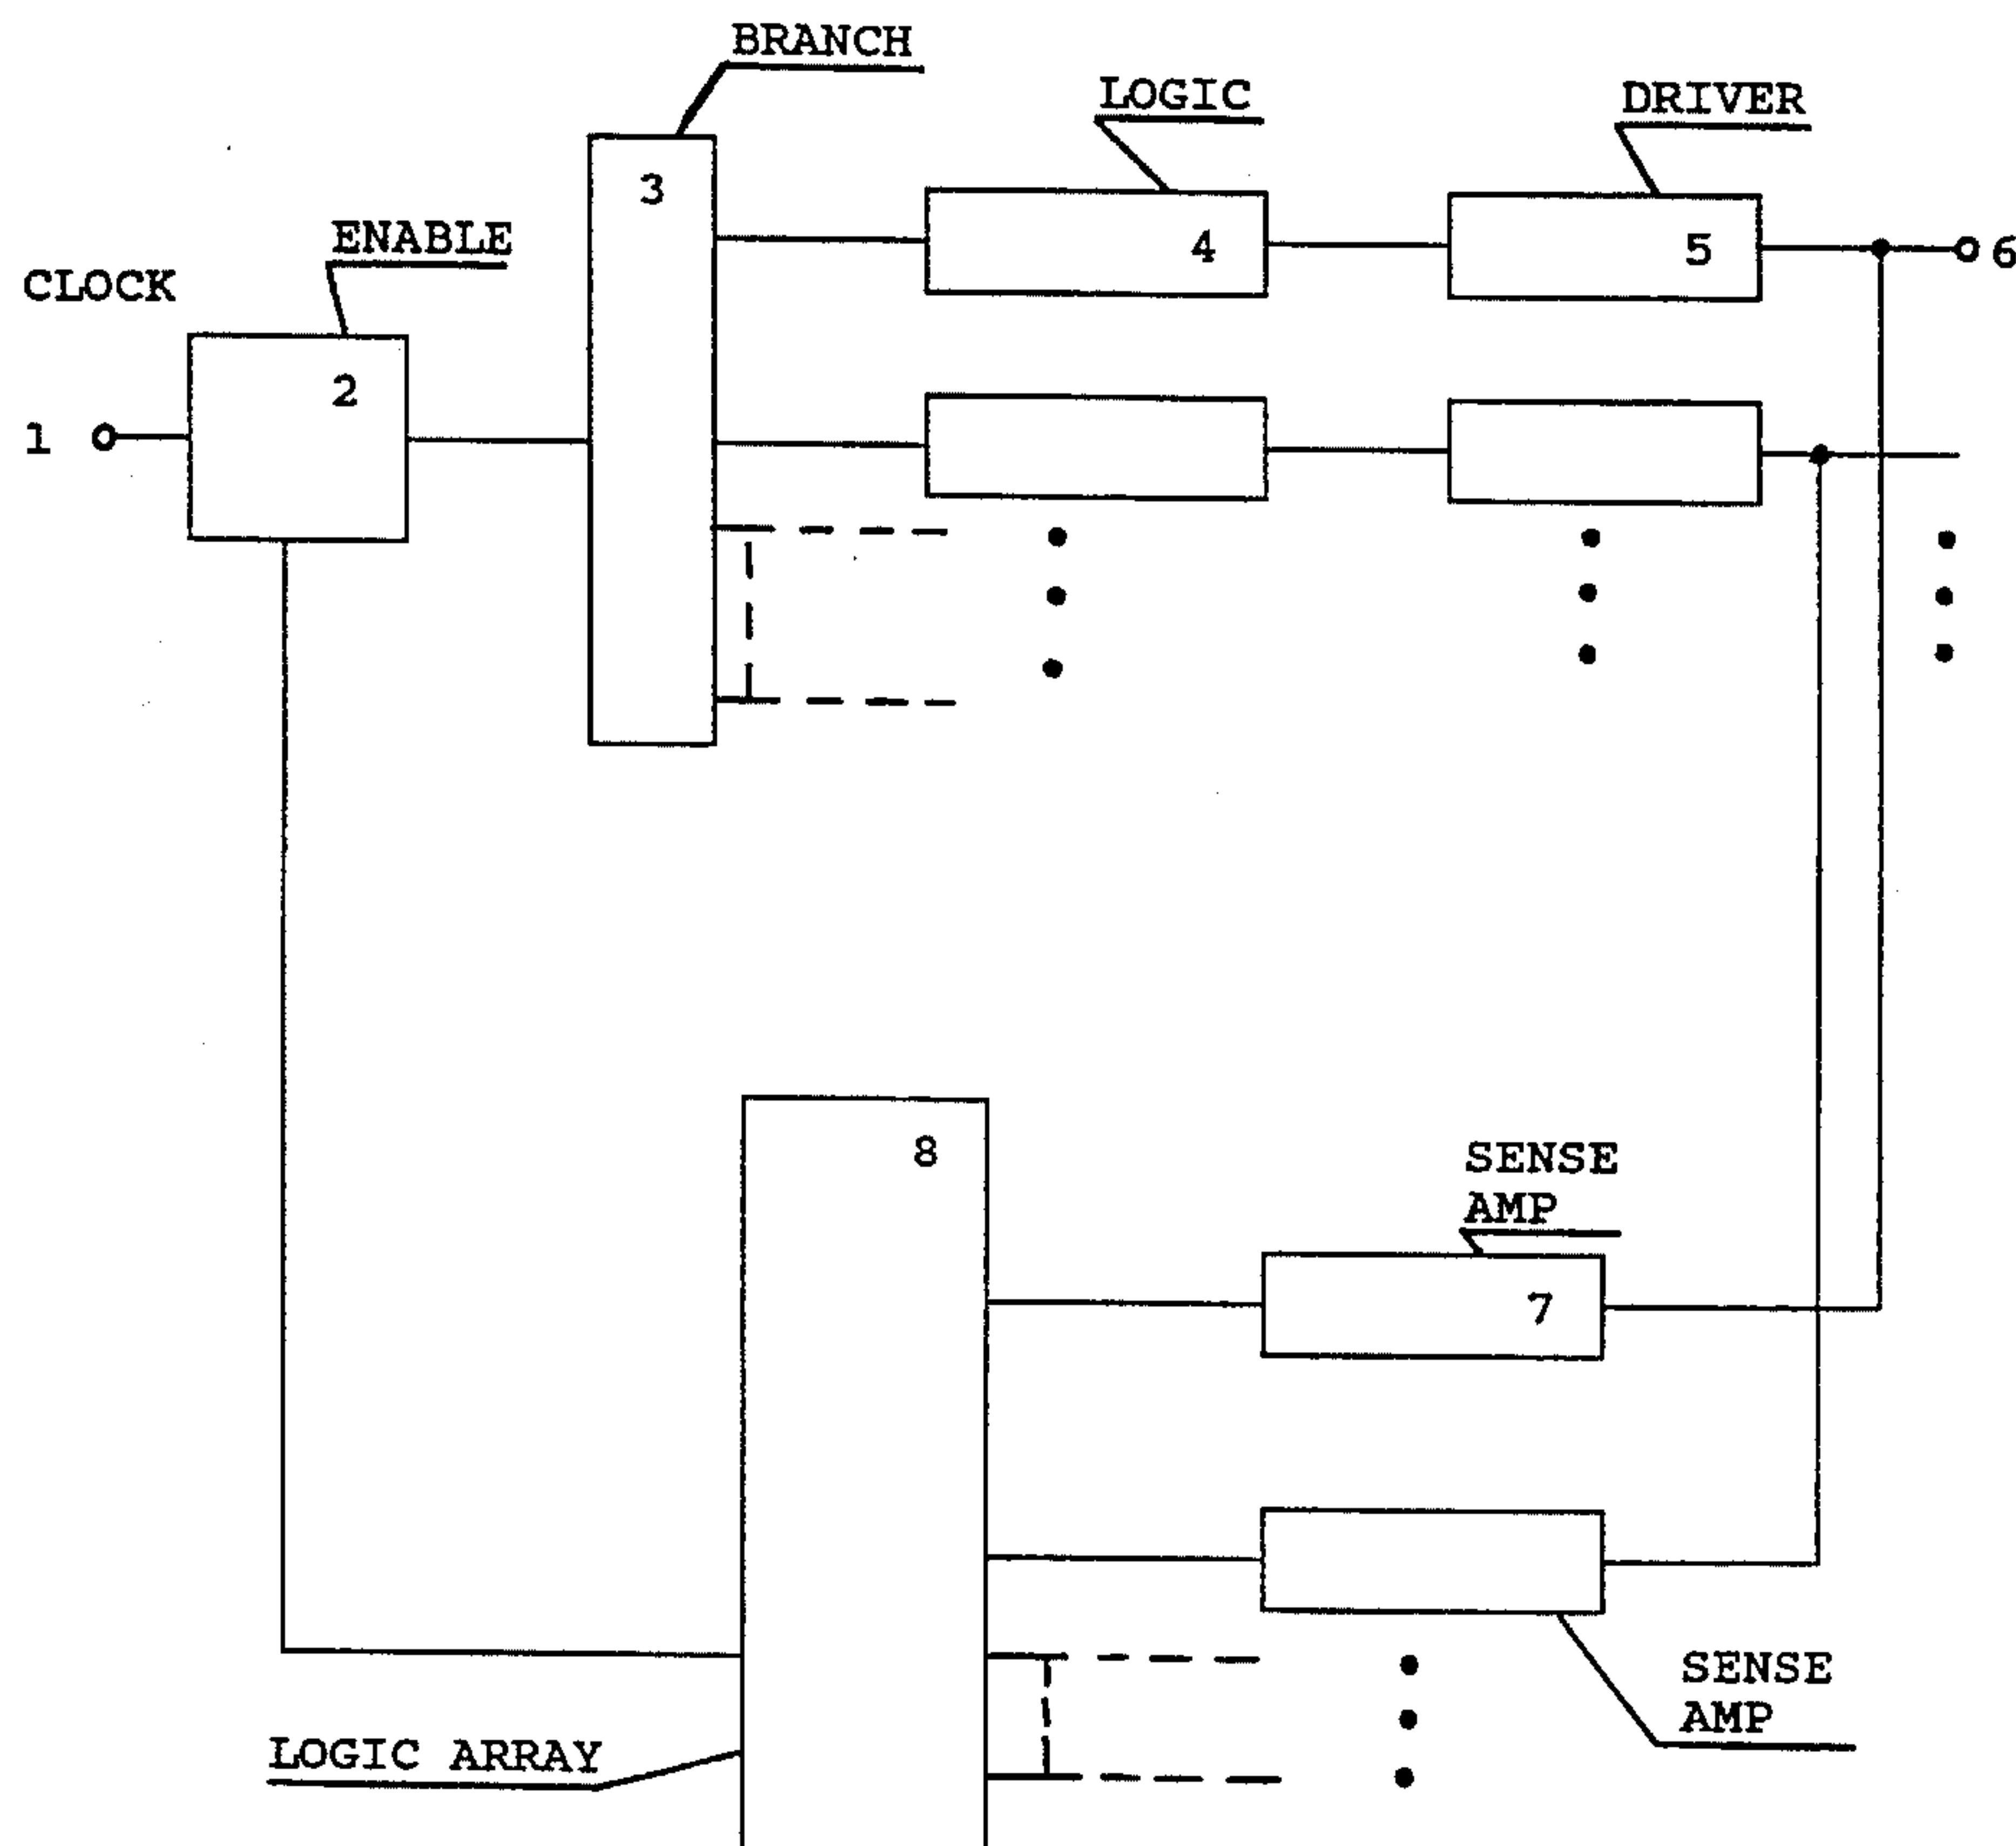 BRANCH
LOGIC
DRIVER
3
ENABLE
4
5
6
CLOCK
2
1
8
SENSE
AMP
7
SENSE
AMP
LOGIC ARRAY